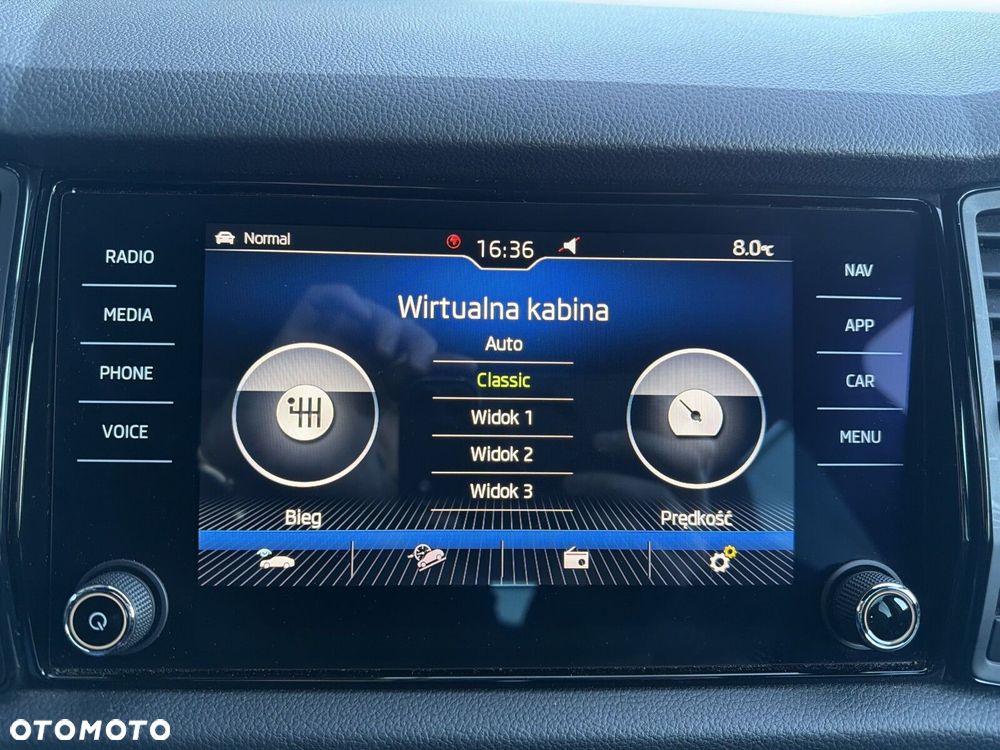 Normal
16:36
8.0°C
RADIO
MEDIA
PHONE
VOICE
Wirtualna kabina
Auto
Classic
Widok 1
Widok 2
Widok 3
Bieg
Prędkość
NAV
APP
CAR
MENU
OTOMOTO